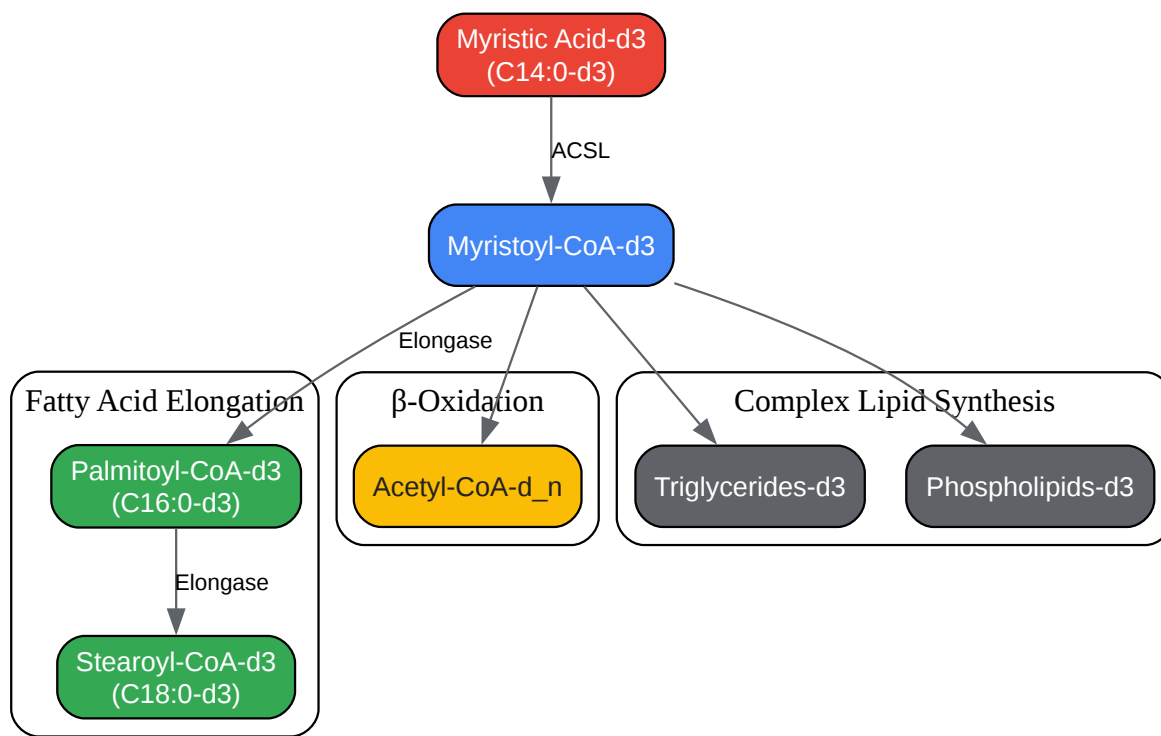 Myristic Acid-d3
(C14:0-d3)
ACSL
Myristoyl-CoA-d3
Elongase
Fatty Acid Elongation
β-Oxidation
Complex Lipid Synthesis
Palmitoyl-CoA-d3
(C16:0-d3)
Acetyl-CoA-d_n
Triglycerides-d3
Phospholipids-d3
Elongase
Stearoyl-CoA-d3
(C18:0-d3)